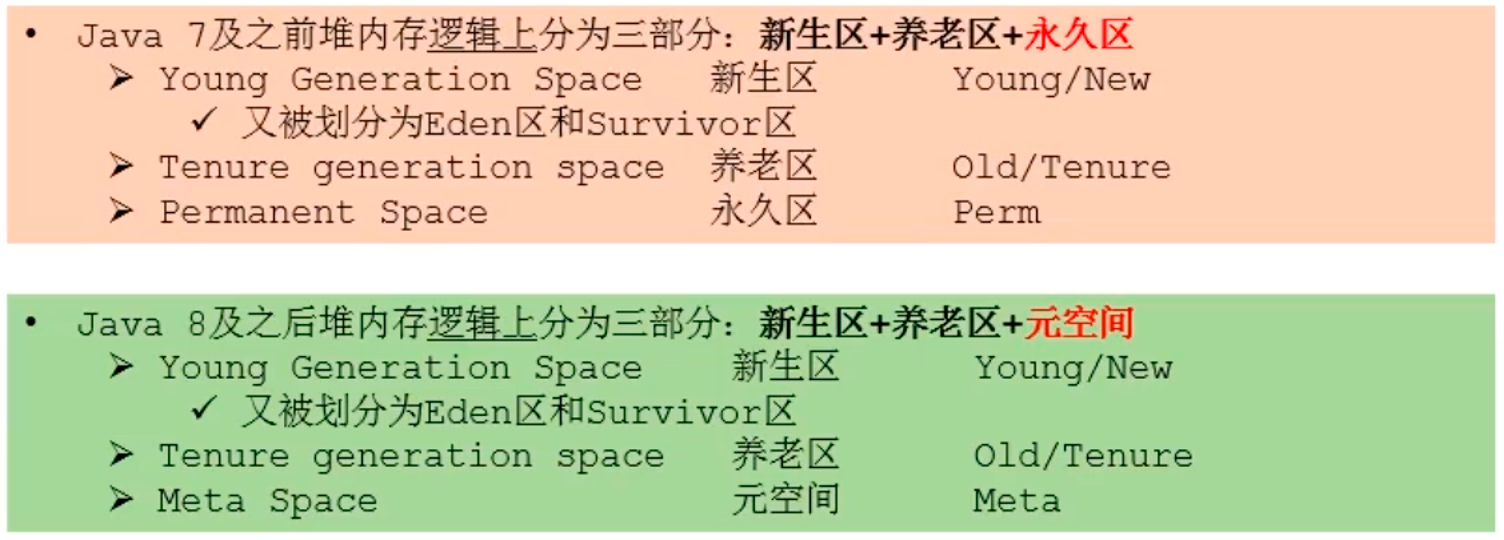 • Java 7及之前堆内存逻辑上分为三部分：新生区+养老区+永久区
➢ Young Generation Space 新生区 Young/New
✓ 又被划分为Eden区和Survivor区
➢ Tenure generation space 养老区 Old/Tenure
➢ Permanent Space 永久区 Perm
• Java 8及之后堆内存逻辑上分为三部分：新生区+养老区+元空间
➢ Young Generation Space 新生区 Young/New
✓ 又被划分为Eden区和Survivor区
➢ Tenure generation space 养老区 Old/Tenure
➢ Meta Space 元空间 Meta